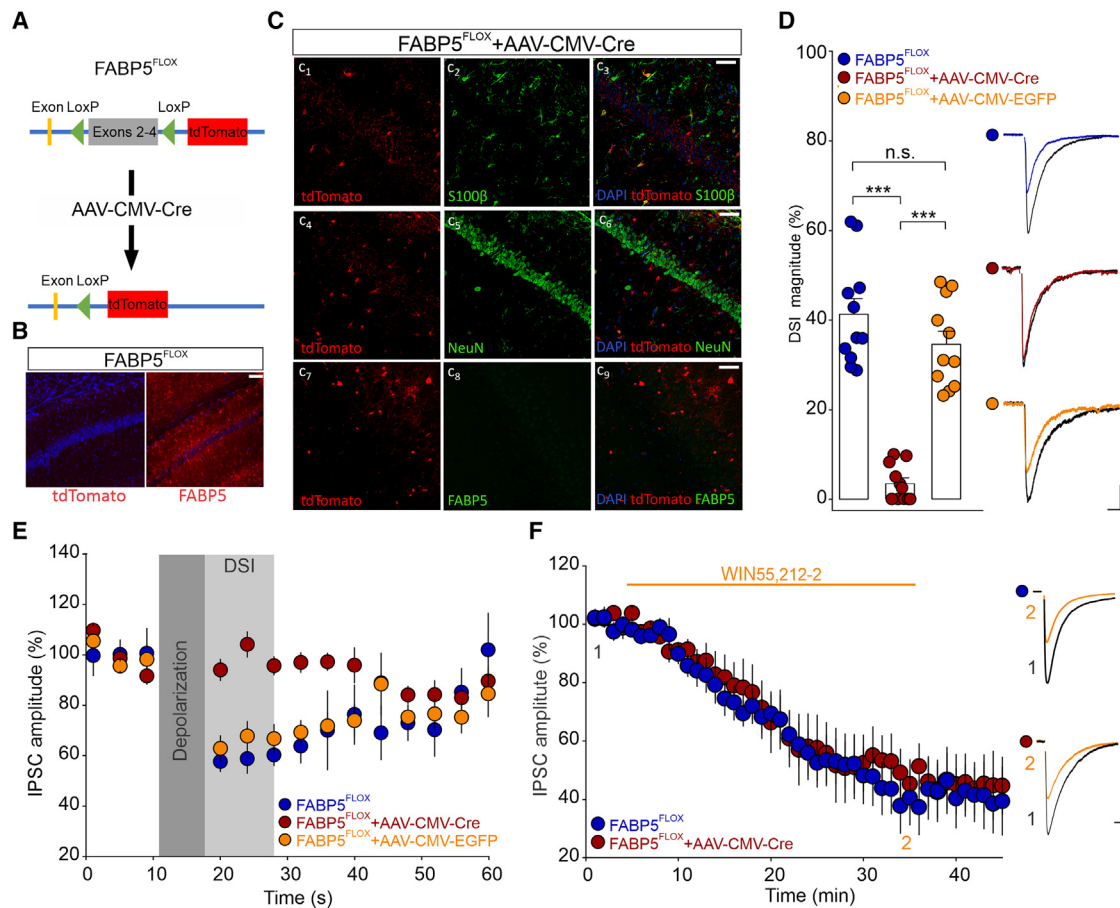 A
FABP5FLOX
Exon LoxP LoxP
Exons 2-4 tdTomato
AAV-CMV-Cre
Exon LoxP
tdTomato
B
FABP5FLOX
tdTomato FABP5
C
FABP5FLOX+AAV-CMV-Cre
C1 C2 C3
tdTomato S100β DAPI tdTomato S100β
C4 C5 C6
tdTomato NeuN DAPI tdTomato NeuN
C7 C8 C9
tdTomato FABP5 DAPI tdTomato FABP5
D
FABP5FLOX
FABP5FLOX+AAV-CMV-Cre
FABP5FLOX+AAV-CMV-EGFP
DSI magnitude (%)
100
80
60
40
20
0
n.s.
***
***
E
IPSC amplitude (%)
140
120
100
80
60
40
20
Depolarization
DSI
FABP5FLOX
FABP5FLOX+AAV-CMV-Cre
FABP5FLOX+AAV-CMV-EGFP
0 10 20 30 40 50 60
Time (s)
F
IPSC amplitute (%)
120
100
80
60
40
20
WIN55,212-2
1
2
FABP5FLOX
FABP5FLOX+AAV-CMV-Cre
0 10 20 30 40
Time (min)
2
1
2
1